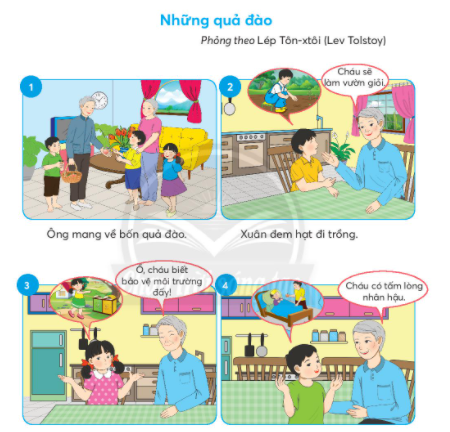 Những quả đào
Phỏng theo Lép Tôn-xtôi (Lev Tolstoy)
1
2
Cháu sẽ
làm vườn giỏi.
Ông mang về bốn quả đào.
Xuân đem hạt đi trồng.
3
Ồ, cháu biết
bảo vệ môi trường
đấy!
4
Cháu có tấm lòng
nhân hậu.